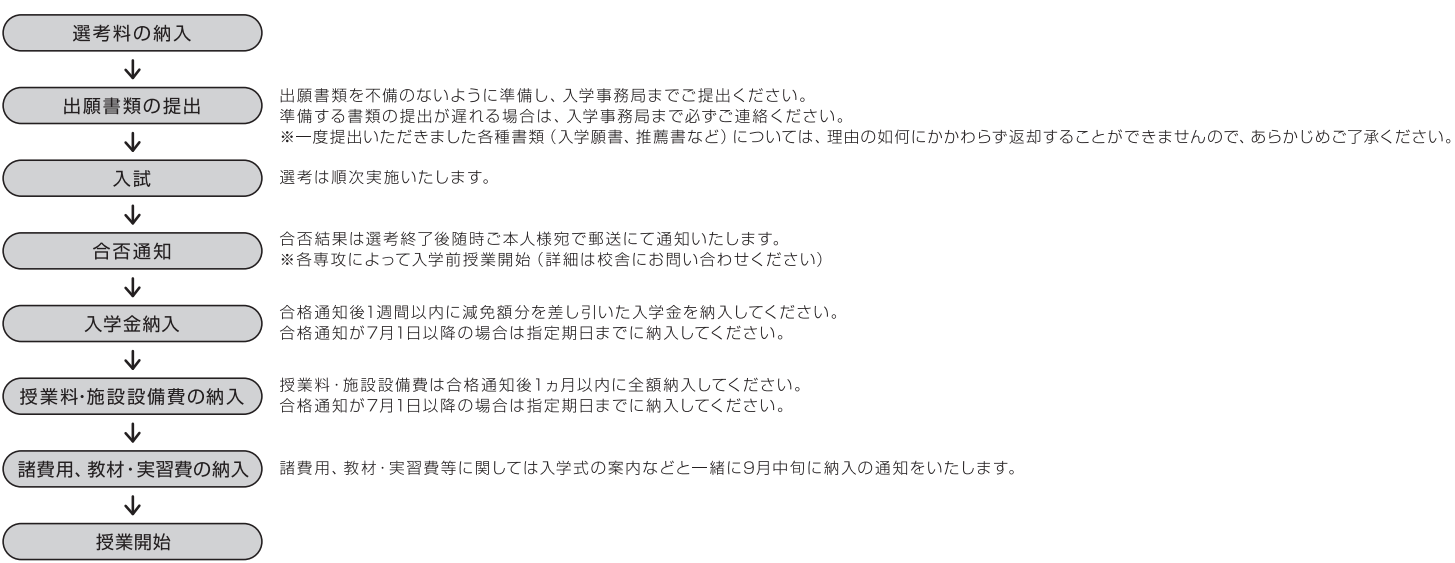 選考料の納入
出願書類の提出
出願書類を不備のないように準備し、入学事務局までご提出ください。
準備する書類の提出が遅れる場合は、入学事務局まで必ずご連絡ください。
※一度提出いただきました各種書類（入学願書、推薦書など）については、理由の如何にかかわらず返却することができませんので、あらかじめご了承ください。
入試
選考は順次実施いたします。
合否通知
合否結果は選考終了後随時ご本人様宛で郵送にて通知いたします。
※各専攻によって入学前授業開始（詳細は校舎にお問い合わせください）
入学金納入
合格通知後1週間以内に減免額分を差し引いた入学金を納入してください。
合格通知が7月1日以降の場合は指定期日までに納入してください。
授業料・施設設備費の納入
授業料・施設設備費は合格通知後1ヵ月以内に全額納入してください。
合格通知が7月1日以降の場合は指定期日までに納入してください。
諸費用、教材・実習費の納入
諸費用、教材・実習費等に関しては入学式の案内などと一緒に9月中旬に納入の通知をいたします。
授業開始